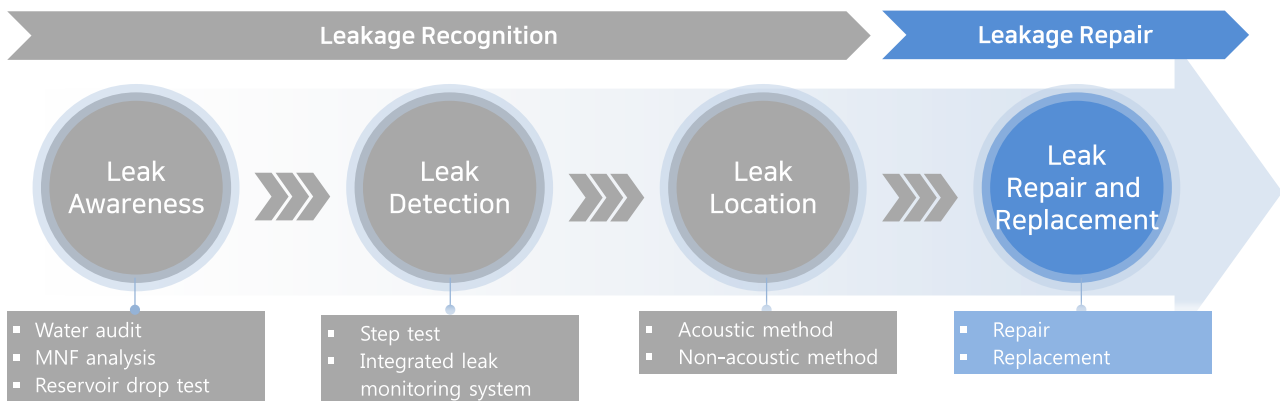 Leakage Recognition
Leakage Repair
Leak
Awareness
Leak
Detection
Leak
Location
Leak
Repair and
Replacement
▪ Water audit
▪ MNF analysis
▪ Reservoir drop test
▪ Step test
▪ Integrated leak
monitoring system
▪ Acoustic method
▪ Non-acoustic method
▪ Repair
▪ Replacement